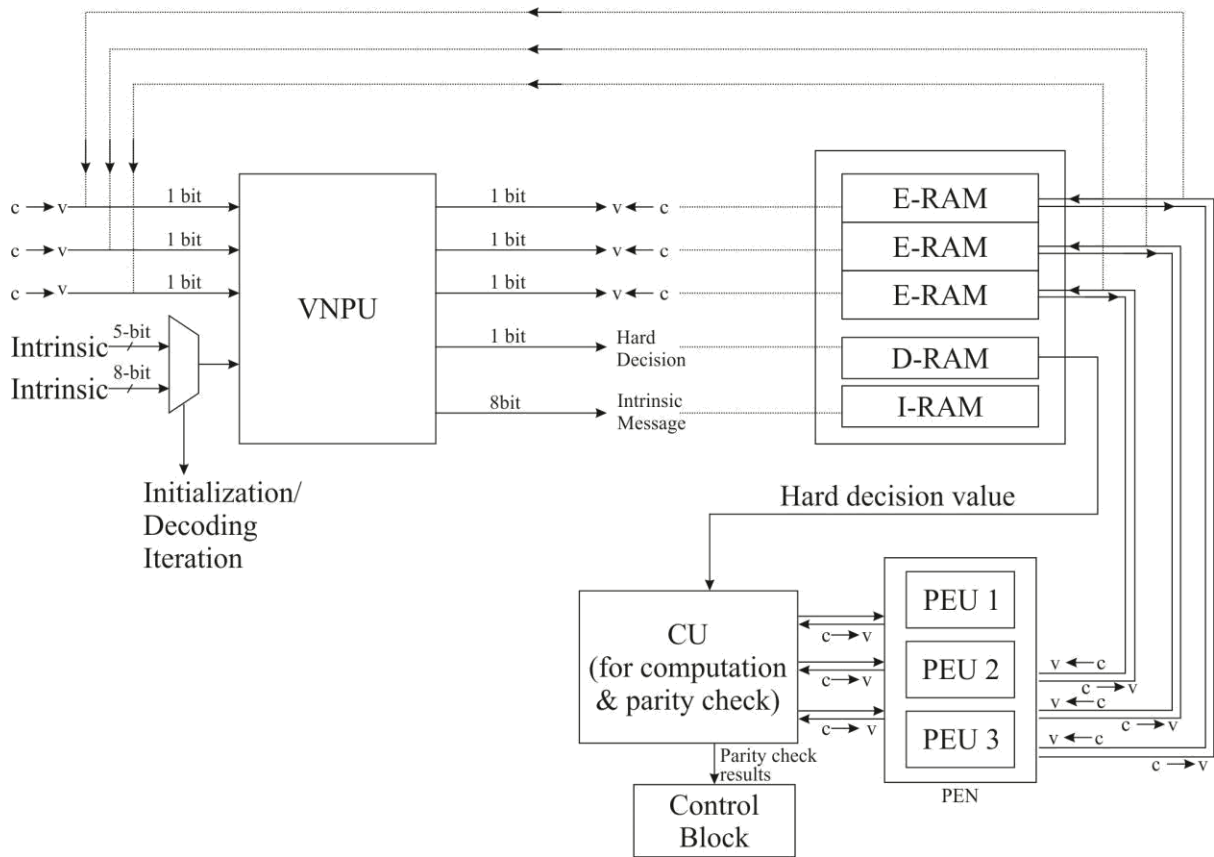 c v 1 bit 1 bit v c E-RAM
c v 1 bit 1 bit v c E-RAM
c v 1 bit 1 bit v c E-RAM
VNPU
Intrinsic 5-bit
Intrinsic 8-bit
1 bit Hard
Decision
D-RAM
8bit Intrinsic
Message
I-RAM
Initialization/
Decoding
Iteration
Hard decision value
CU
(for computation
& parity check)
c v
c v
c v
PEU 1
PEU 2
PEU 3
PEN
v c
c v
v c
c v
v c
c v
Parity check
results
Control
Block